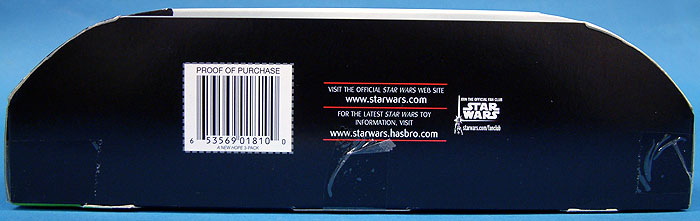 PROOF OF PURCHASE
6 53569 01810 0
A NEW HOPE 3-PACK
VISIT THE OFFICIAL STAR WARS WEB SITE
www.starwars.com
FOR THE LATEST STAR WARS TOY
INFORMATION, VISIT
www.starwars.hasbro.com
JOIN THE OFFICIAL FAN CLUB
STAR
WARS
starwars.com/fanclub